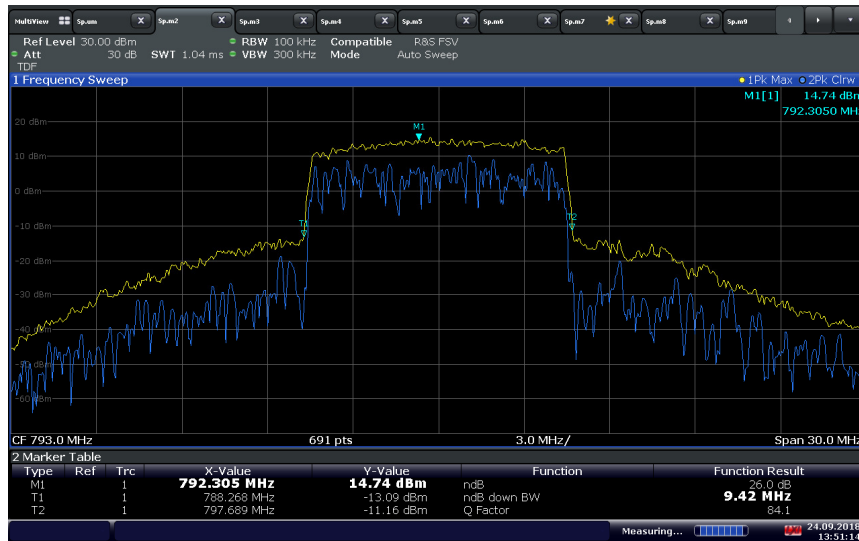 MultiView Sp.um X Sp.m2 X Sp.m3 X Sp.m4 X Sp.m5 X Sp.m6 X Sp.m7 X Sp.m8 X Sp.m9
Ref Level 30.00 dBm RBW 100 kHz Compatible R&S FSV
Att 30 dB SWT 1.04 ms VBW 300 kHz Mode Auto Sweep
TDF
1 Frequency Sweep 1Pk Max 2Pk Clrw
M1[1] 14.74 dBm
792.3050 MH
20 dBm
M1
10 dBm
0 dBm
T2
-10 dBm
-20 dBm
-30 dBm
-60 dBm
CF 793.0 MHz 691 pts 3.0 MHz/ Span 30.0 MHz
2 Marker Table
Type Ref Trc X-Value Y-Value Function Function Result
M1 1 792.305 MHz 14.74 dBm ndB 26.0 dB
T1 1 788.268 MHz -13.09 dBm ndB down BW 9.42 MHz
T2 1 797.689 MHz -11.16 dBm Q Factor 84.1
Measuring... 24.09.2018
13:51:14